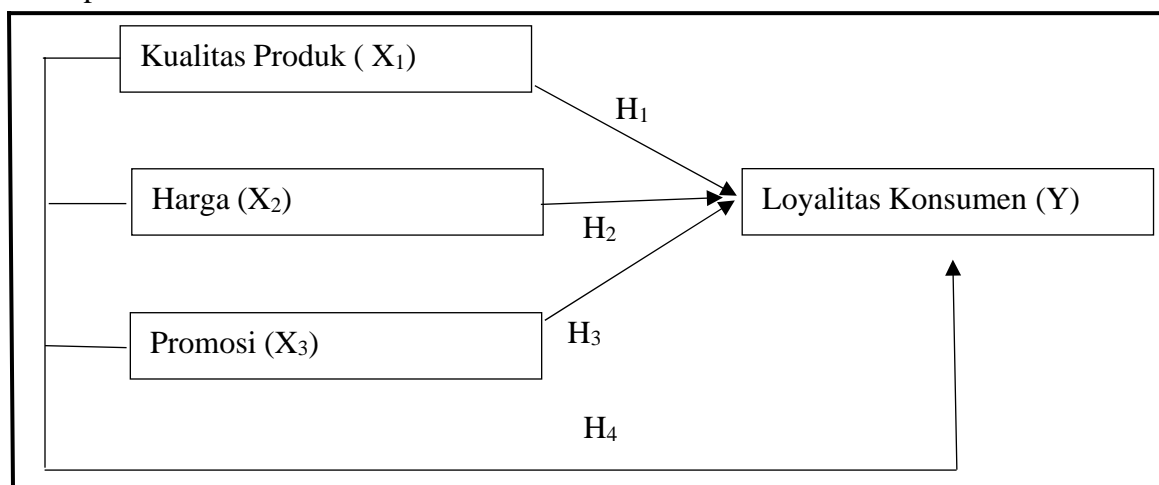 Kualitas Produk ( X₁)
H₁
Harga (X₂)
Loyalitas Konsumen (Y)
H₂
Promosi (X₃)
H₃
H₄